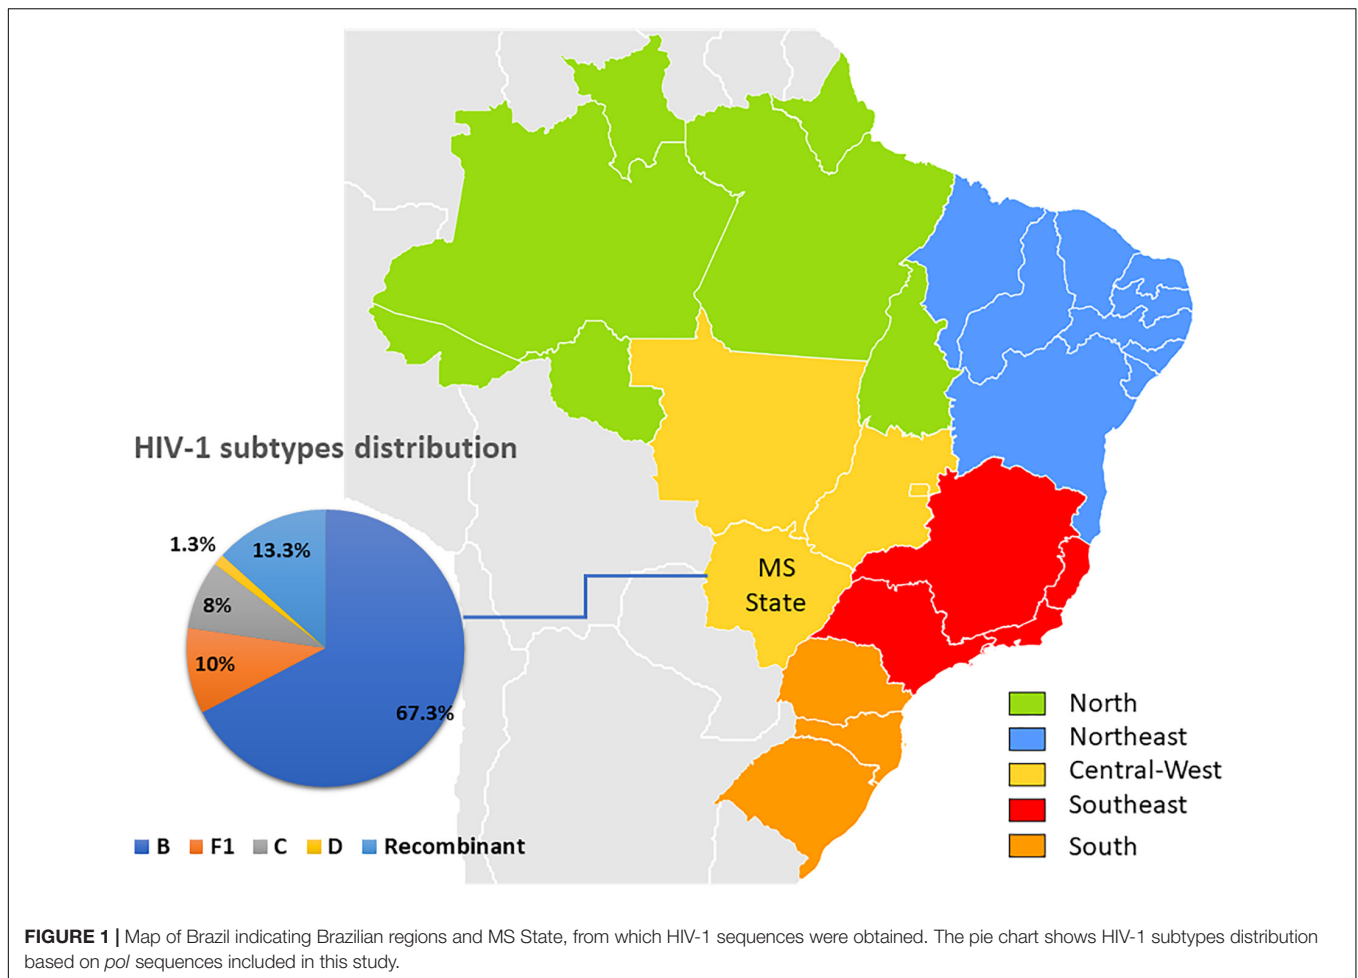 HIV-1 subtypes distribution
1.3%
13.3%
8%
10%
67.3%
B F1 C D Recombinant
MS
State
North
Northeast
Central-West
Southeast
South
FIGURE 1 | Map of Brazil indicating Brazilian regions and MS State, from which HIV-1 sequences were obtained. The pie chart shows HIV-1 subtypes distribution
based on pol sequences included in this study.